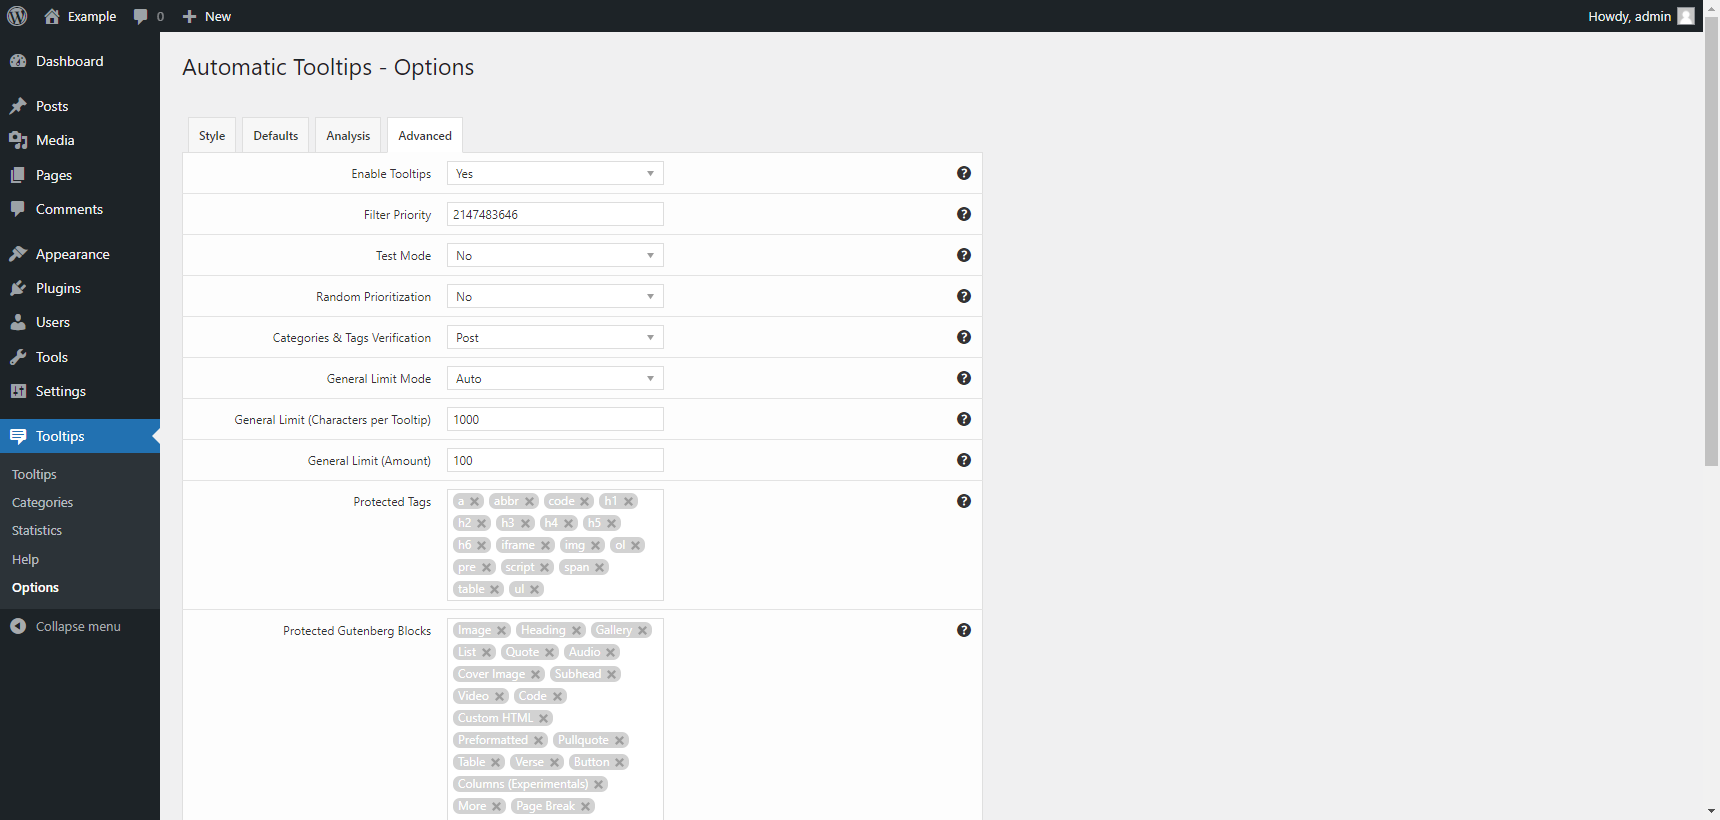 Example 0 New Howdy, admin
Dashboard
Posts
Media
Pages
Comments
Appearance
Plugins
Users
Tools
Settings
Tooltips
Tooltips
Categories
Statistics
Help
Options
Collapse menu
Automatic Tooltips - Options
Style Defaults Analysis Advanced
Enable Tooltips Yes
Filter Priority 2147483646
Test Mode No
Random Prioritization No
Categories & Tags Verification Post
General Limit Mode Auto
General Limit (Characters per Tooltip) 1000
General Limit (Amount) 100
Protected Tags a abbr code h1
h2 h3 h4 h5
h6 iframe img ol
pre script span
table ul
Protected Gutenberg Blocks Image Heading Gallery
List Quote Audio
Cover Image Subhead
Video Code
Custom HTML
Preformatted Pullquote
Table Verse Button
Columns (Experimentals)
More Page Break